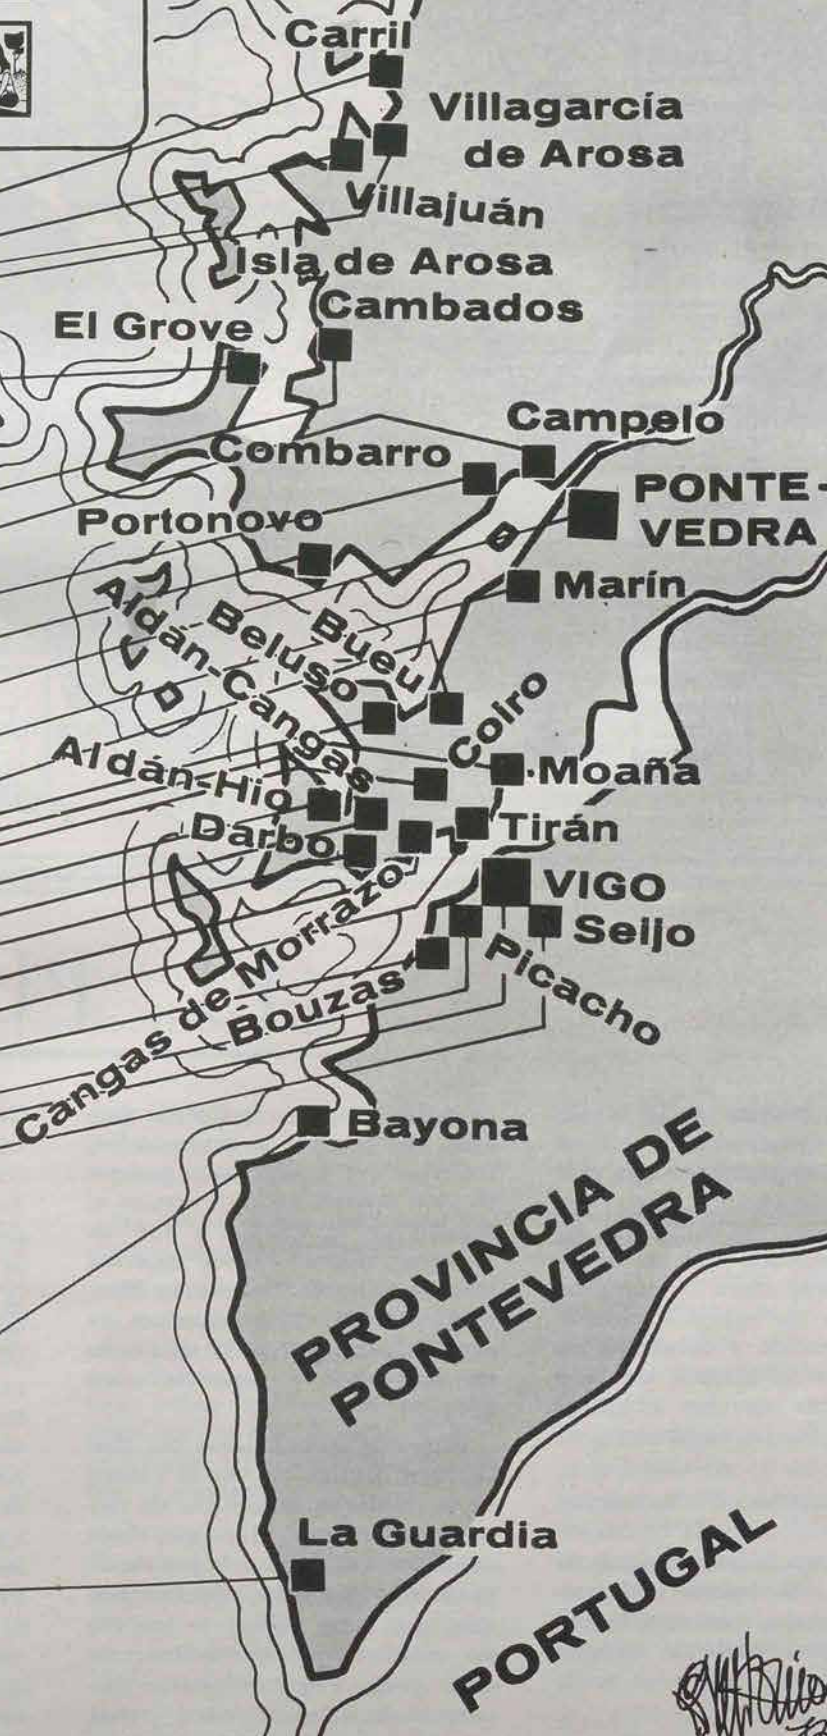 Carril
Villagarcía
de Arosa
Villajuán
Isla de Arosa
Cambados
El Grove
Campelo
Combarro
PONTE-
VEDRA
Portonovo
Marín
Bueu
Beluso
Aldán-Cangas
Coiro
Aldán-Hio
Moaña
Tirán
Darbo
VIGO
Seijo
Picacho
Cangas de Morrazo
Bouzas
Bayona
PROVINCIA DE
PONTEVEDRA
La Guardia
PORTUGAL